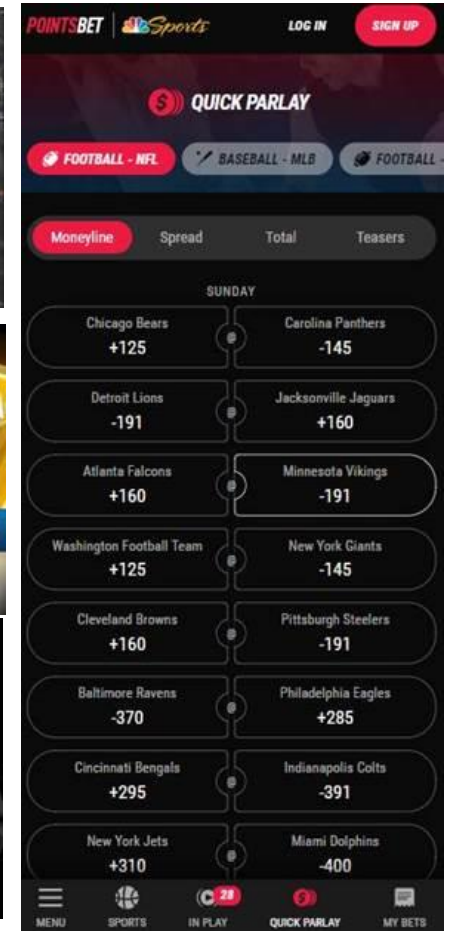 POINTSBET | NBC Sports LOG IN SIGN UP
QUICK PARLAY
FOOTBALL - NFL BASEBALL - MLB FOOTBALL -
Moneyline Spread Total Teasers
SUNDAY
Chicago Bears Carolina Panthers
+125 @ -145
Detroit Lions Jacksonville Jaguars
-191 @ +160
Atlanta Falcons Minnesota Vikings
+160 @ -191
Washington Football Team New York Giants
+125 @ -145
Cleveland Browns Pittsburgh Steelers
+160 @ -191
Baltimore Ravens Philadelphia Eagles
-370 @ +285
Cincinnati Bengals Indianapolis Colts
+295 @ -391
New York Jets Miami Dolphins
+310 @ -400
28
MENU SPORTS IN PLAY QUICK PARLAY MY BETS